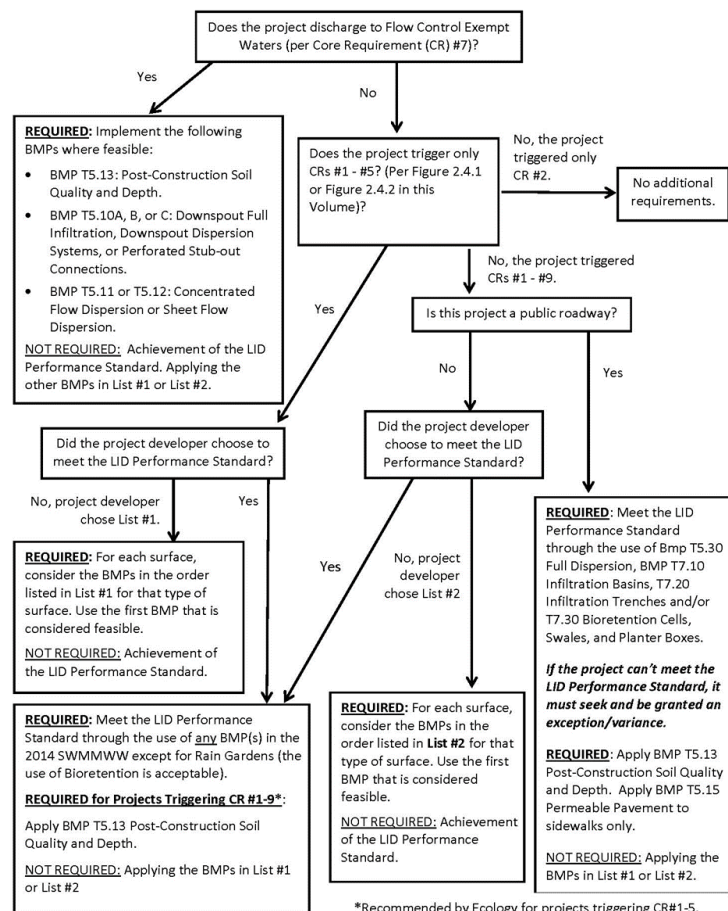 Does the project discharge to Flow Control Exempt
Waters (per Core Requirement (CR) #7)?
Yes
No
REQUIRED: Implement the following
BMPs where feasible:
• BMP T5.13: Post-Construction Soil
Quality and Depth.
• BMP T5.10A, B, or C: Downspout Full
Infiltration, Downspout Dispersion
Systems, or Perforated Stub-out
Connections.
• BMP T5.11 or T5.12: Concentrated
Flow Dispersion or Sheet Flow
Dispersion.
NOT REQUIRED: Achievement of the LID
Performance Standard. Applying the
other BMPs in List #1 or List #2.
Does the project trigger only
CRs #1 - #5? (Per Figure 2.4.1
or Figure 2.4.2 in this
Volume)?
No, the project
triggered only
CR #2.
No additional
requirements.
No, the project triggered
CRs #1 - #9.
Yes
Is this project a public roadway?
No
Yes
Did the project developer choose to
meet the LID Performance Standard?
Did the project developer
choose to meet the LID
Performance Standard?
No, project developer
chose List #1.
Yes
REQUIRED: For each surface,
consider the BMPs in the order
listed in List #1 for that type of
surface. Use the first BMP that is
considered feasible.
NOT REQUIRED: Achievement
of the LID Performance Standard.
Yes
No, project
developer
chose List #2
REQUIRED: Meet the LID
Performance Standard
through the use of Bmp T5.30
Full Dispersion, BMP T7.10
Infiltration Basins, T7.20
Infiltration Trenches and/or
T7.30 Bioretention Cells,
Swales, and Planter Boxes.
If the project can't meet the
LID Performance Standard, it
must seek and be granted an
exception/variance.
REQUIRED: Apply BMP T5.13
Post-Construction Soil Quality
and Depth. Apply BMP T5.15
Permeable Pavement to
sidewalks only.
NOT REQUIRED: Applying the
BMPs in List #1 or List #2.
REQUIRED: Meet the LID Performance
Standard through the use of any BMP(s) in the
2014 SWMMWW except for Rain Gardens (the
use of Bioretention is acceptable).
REQUIRED for Projects Triggering CR #1-9*:
Apply BMP T5.13 Post-Construction Soil
Quality and Depth.
NOT REQUIRED: Applying the BMPs in List #1
or List #2
REQUIRED: For each surface,
consider the BMPs in the
order listed in List #2 for that
type of surface. Use the first
BMP that is considered
feasible.
NOT REQUIRED: Achievement
of the LID Performance
Standard.
*Recommended by Ecology for projects triggering CR#1-5.